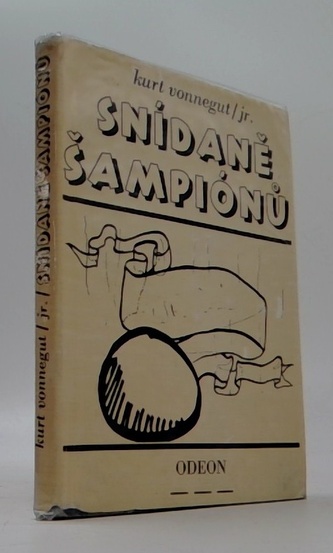 kurt vonnegut/jr.
SNÍDANĚ
ŠAMPIÓNŮ
ODEON
kurt vonnegut/jr./SNÍDANĚ ŠAMPIÓNŮ